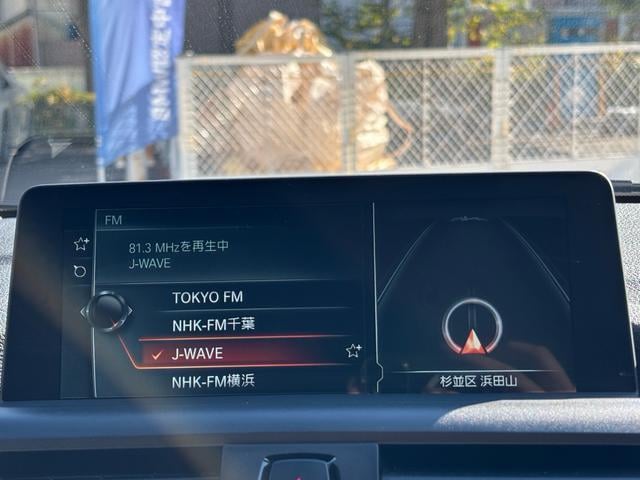 FM
81.3 MHzを再生中
J-WAVE
TOKYO FM
NHK-FM千葉
J-WAVE
NHK-FM横浜
杉並区 浜田山